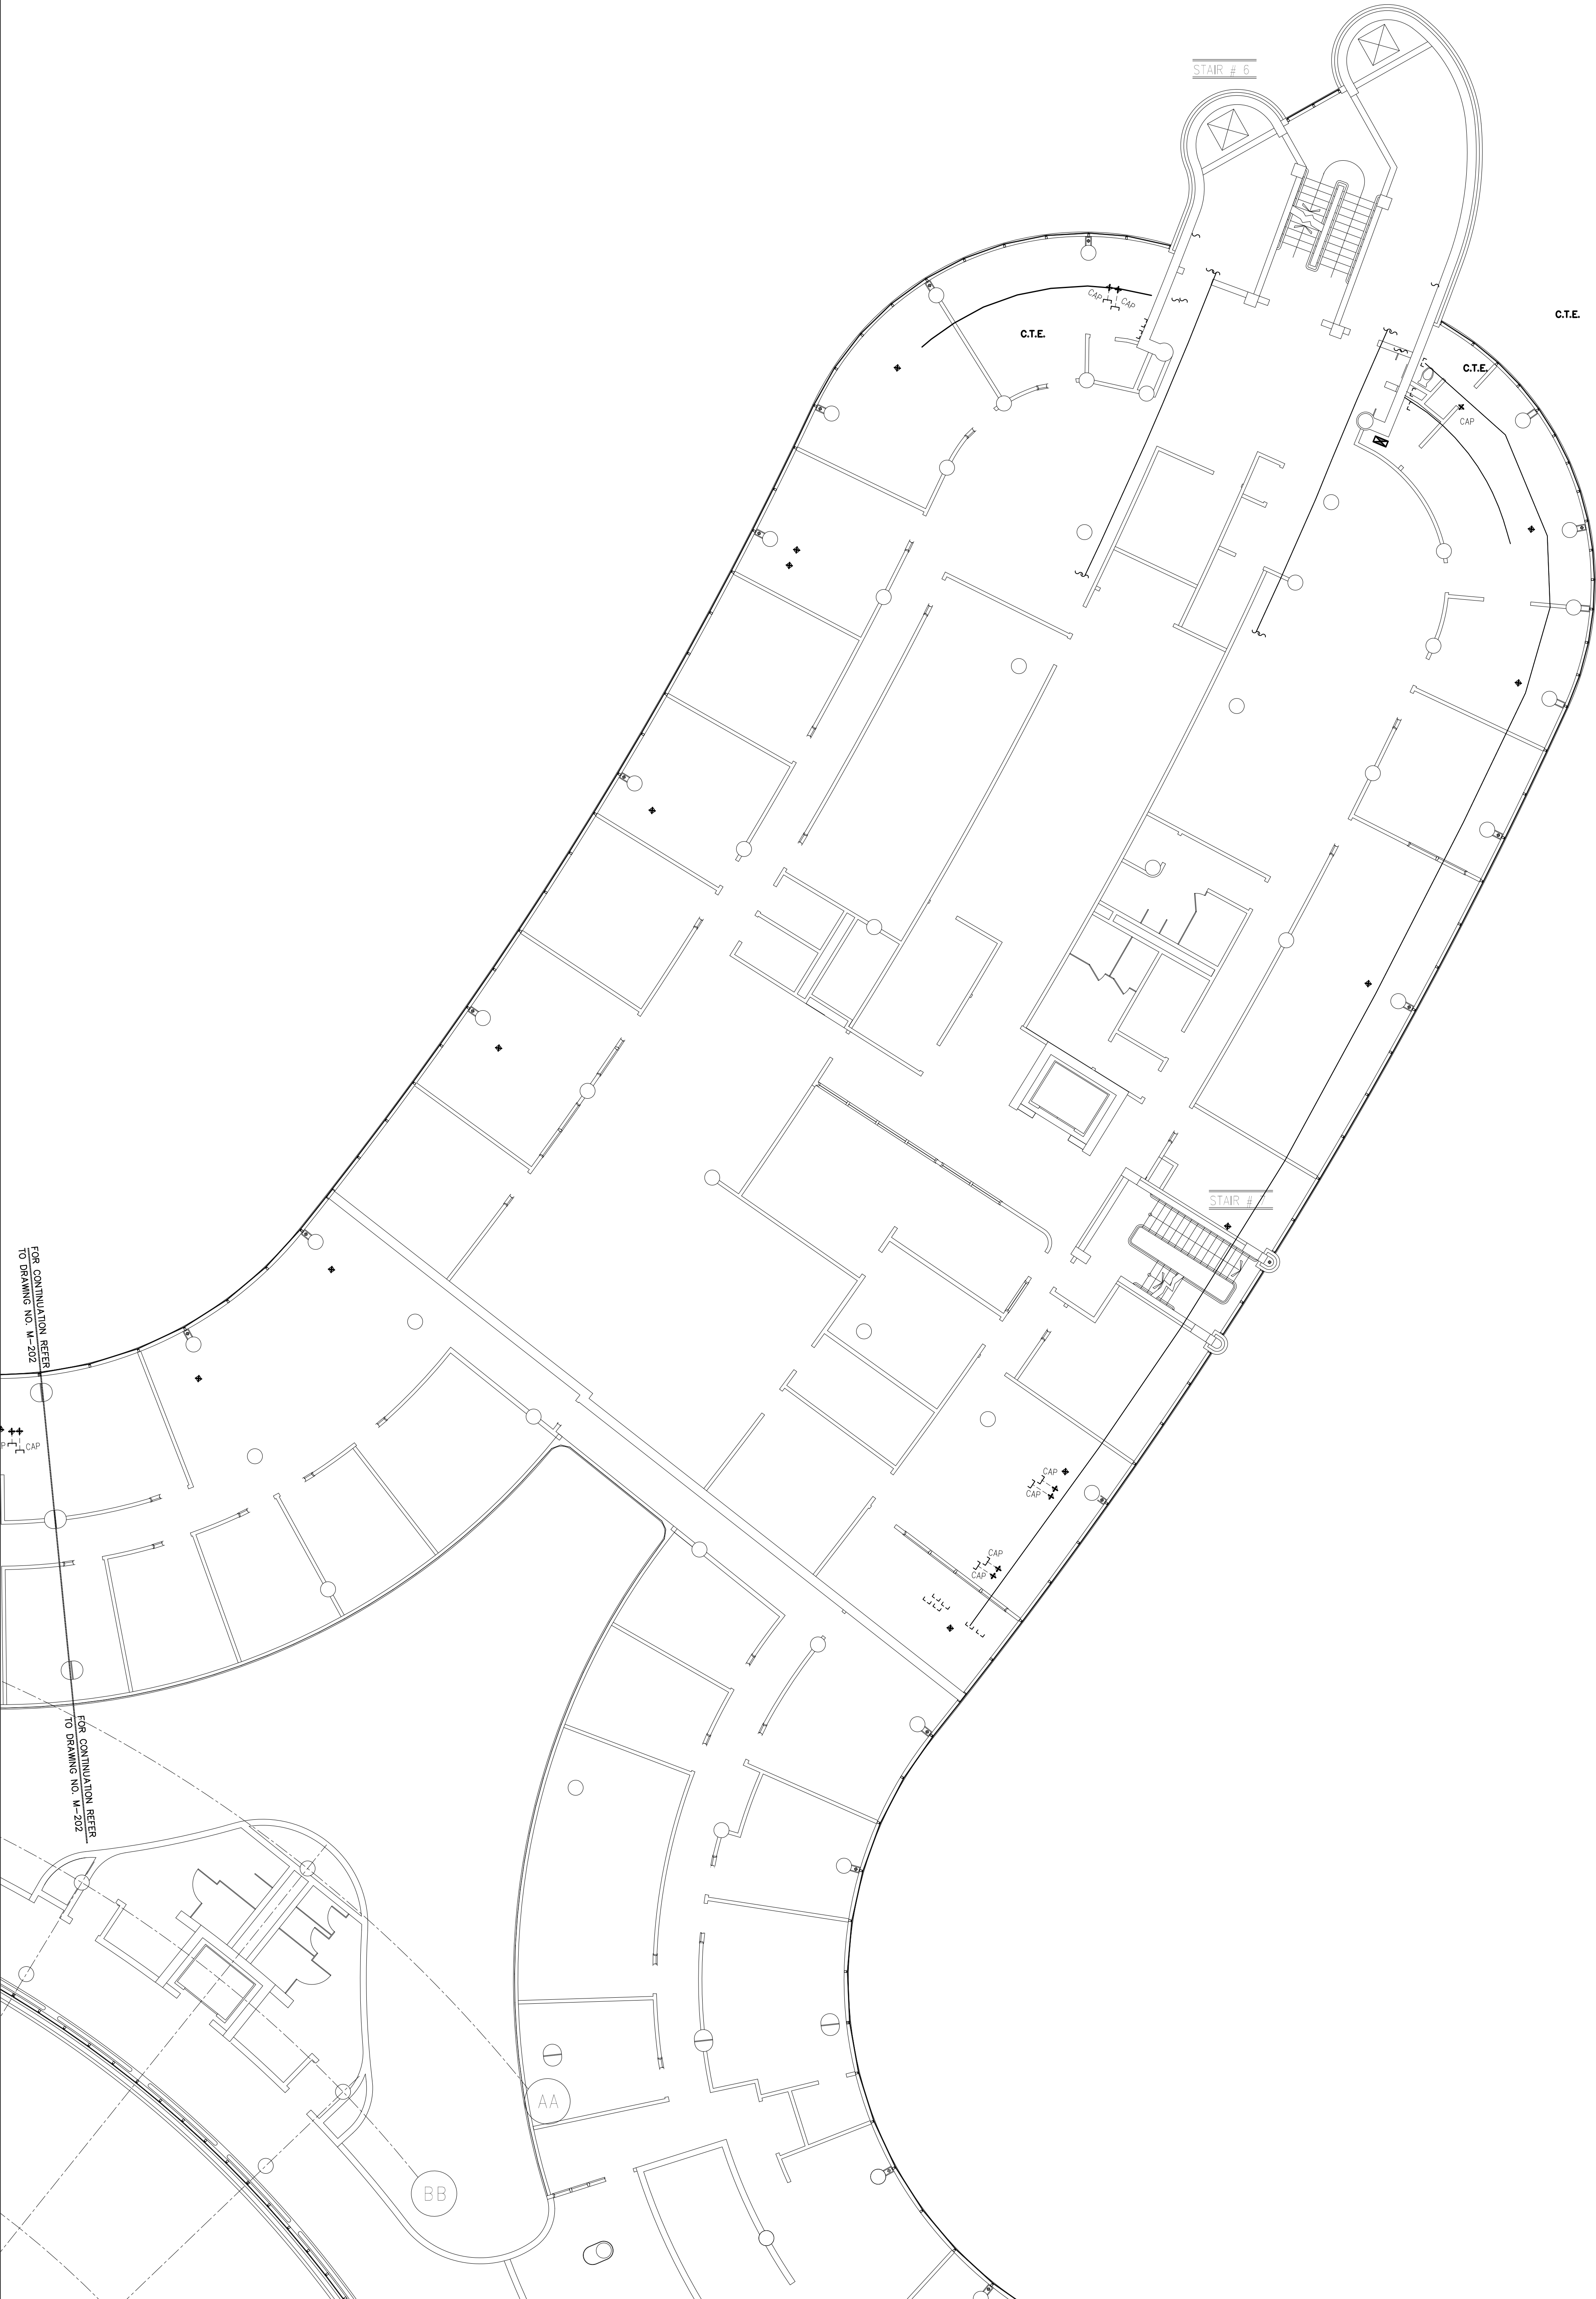 STAIR # 6
CAP
CAP
C.T.E.
C.T.E.
C.T.E.
CAP
STAIR #
FOR CONTINUATION REFER
TO DRAWING NO. M-202
CAP
CAP
CAP
CAP
CAP
FOR CONTINUATION REFER
TO DRAWING NO. M-202
AA
BB